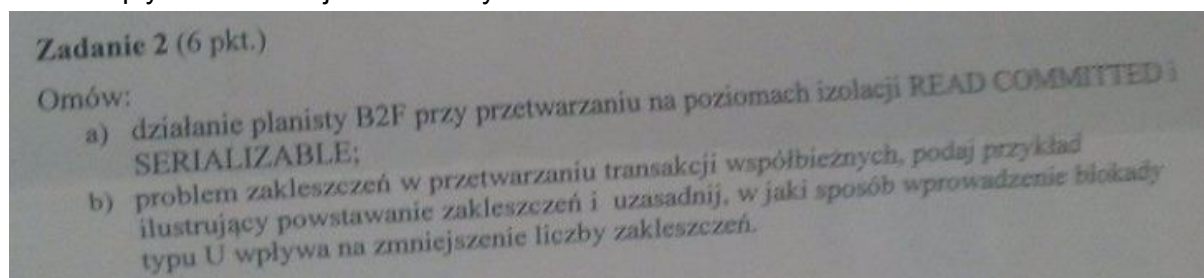 Zadanie 2 (6 pkt.)
Omów:
a) działanie planisty B2F przy przetwarzaniu na poziomach izolacji READ COMMITTED i
SERIALIZABLE;
b) problem zakleszczeń w przetwarzaniu transakcji współbieżnych, podaj przykład
ilustrujący powstawanie zakleszczeń i uzasadnij, w jaki sposób wprowadzenie blokady
typu U wpływa na zmniejszenie liczby zakleszczeń.